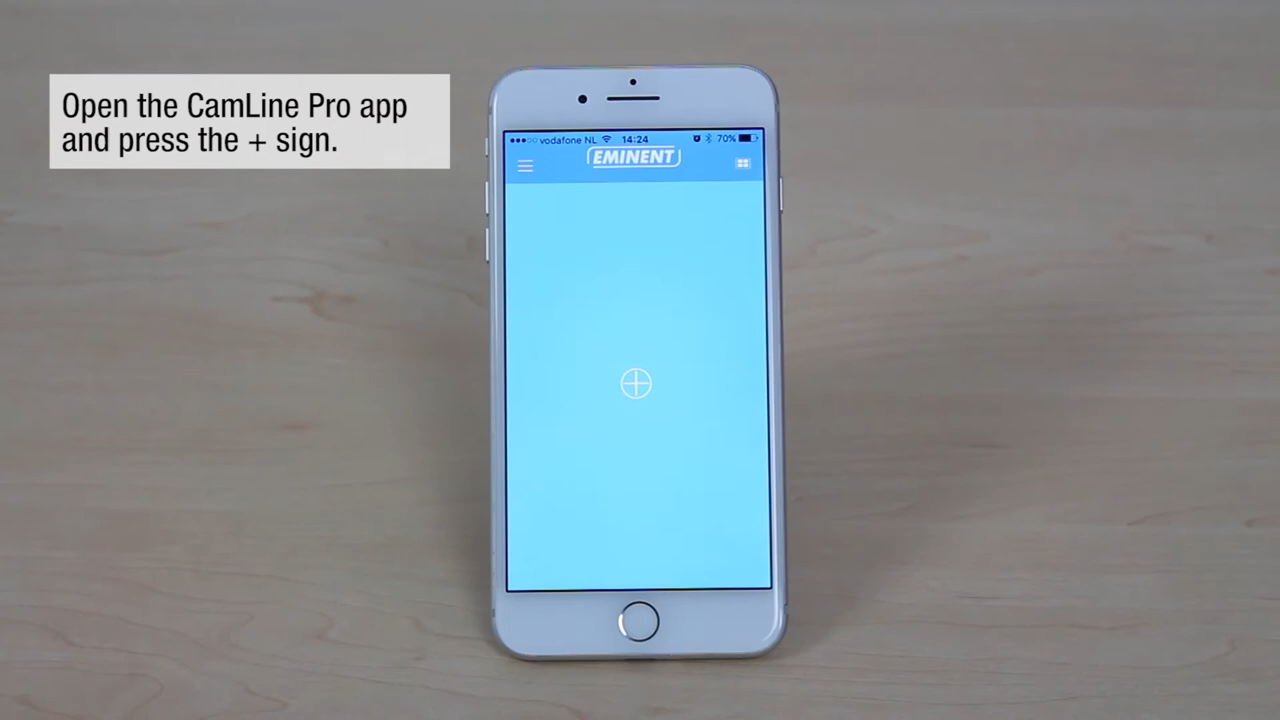 Open the CamLine Pro app
and press the + sign.
vodafone NL 14:24 70%
EMINENT